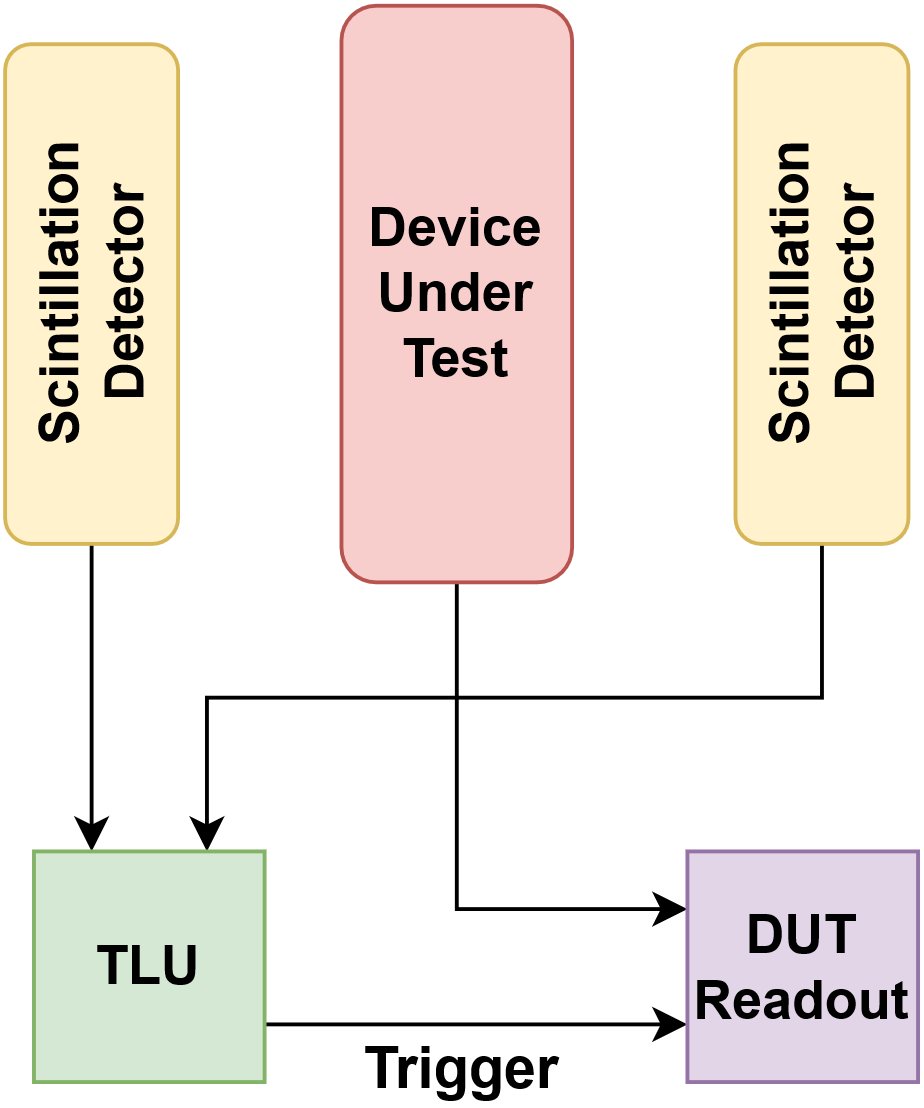 Scintillation
Detector
Device
Under
Test
Scintillation
Detector
TLU
DUT
Readout
Trigger